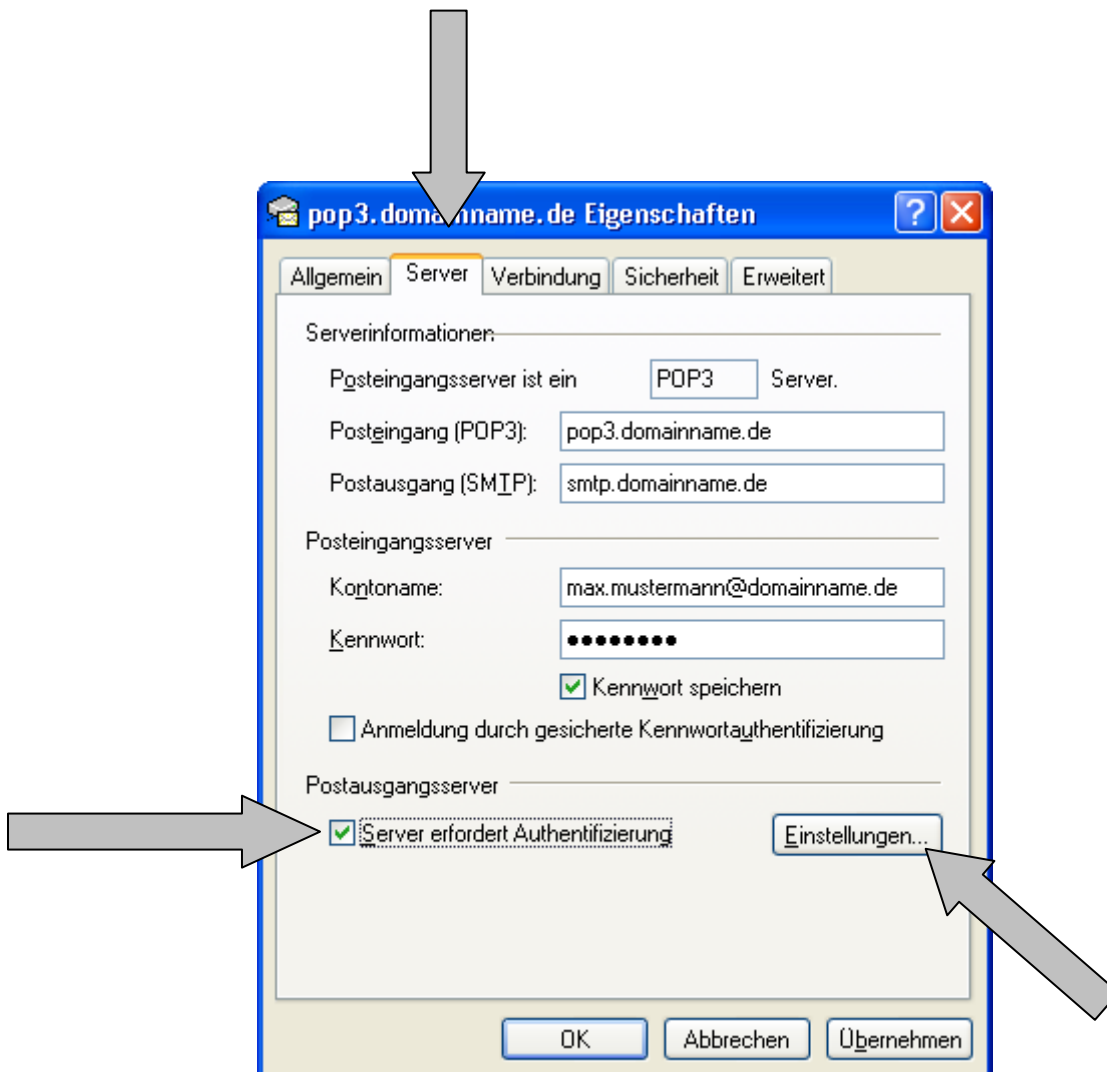 pop3.domainname.de Eigenschaften
Allgemein Server Verbindung Sicherheit Erweitert
Serverinformationen
Posteingangsserver ist ein POP3 Server.
Posteingang (POP3): pop3.domainname.de
Postausgang (SMTP): smtp.domainname.de
Posteingangsserver
Kontoname: max.mustermann@domainname.de
Kennwort: ●●●●●●●●
Kennwort speichern
Anmeldung durch gesicherte Kennwortauthentifizierung
Postausgangsserver
Server erfordert Authentifizierung Einstellungen...
OK Abbrechen Übernehmen